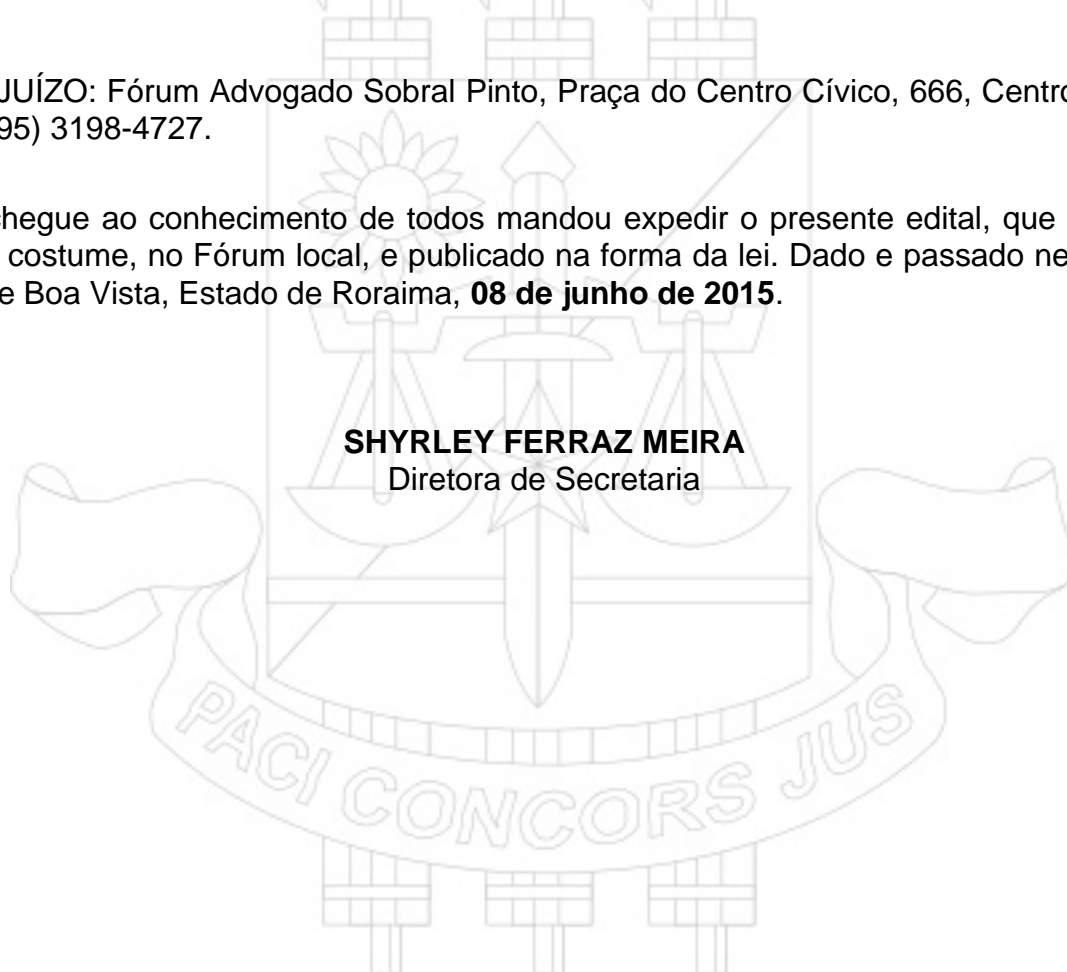 JUÍZO: Fórum Advogado Sobral Pinto, Praça do Centro Cívico, 666, Centro
95) 3198-4727.
chegue ao conhecimento de todos mandou expedir o presente edital, que
costume, no Fórum local, e publicado na forma da lei. Dado e passado ne
e Boa Vista, Estado de Roraima, 08 de junho de 2015.
SHYRLEY FERRAZ MEIRA
Diretora de Secretaria
PACI CONCORS JUS